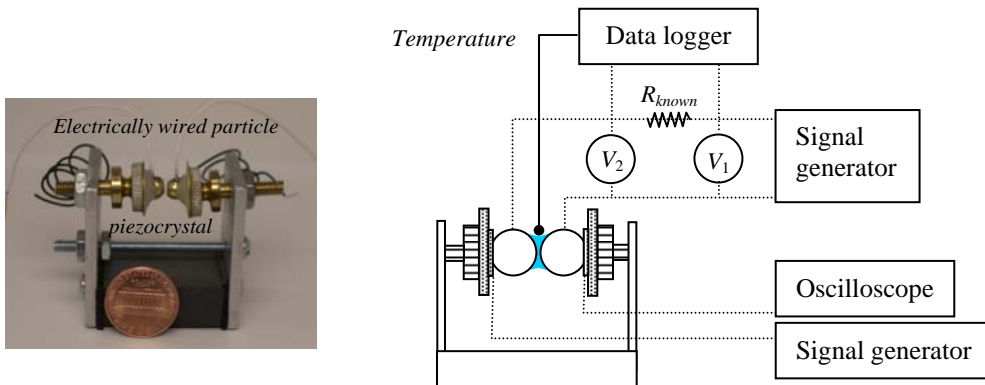 Electrically wired particle
piezocrystal
Temperature
Data logger
R_known
V_2
V_1
Signal
generator
Oscilloscope
Signal generator